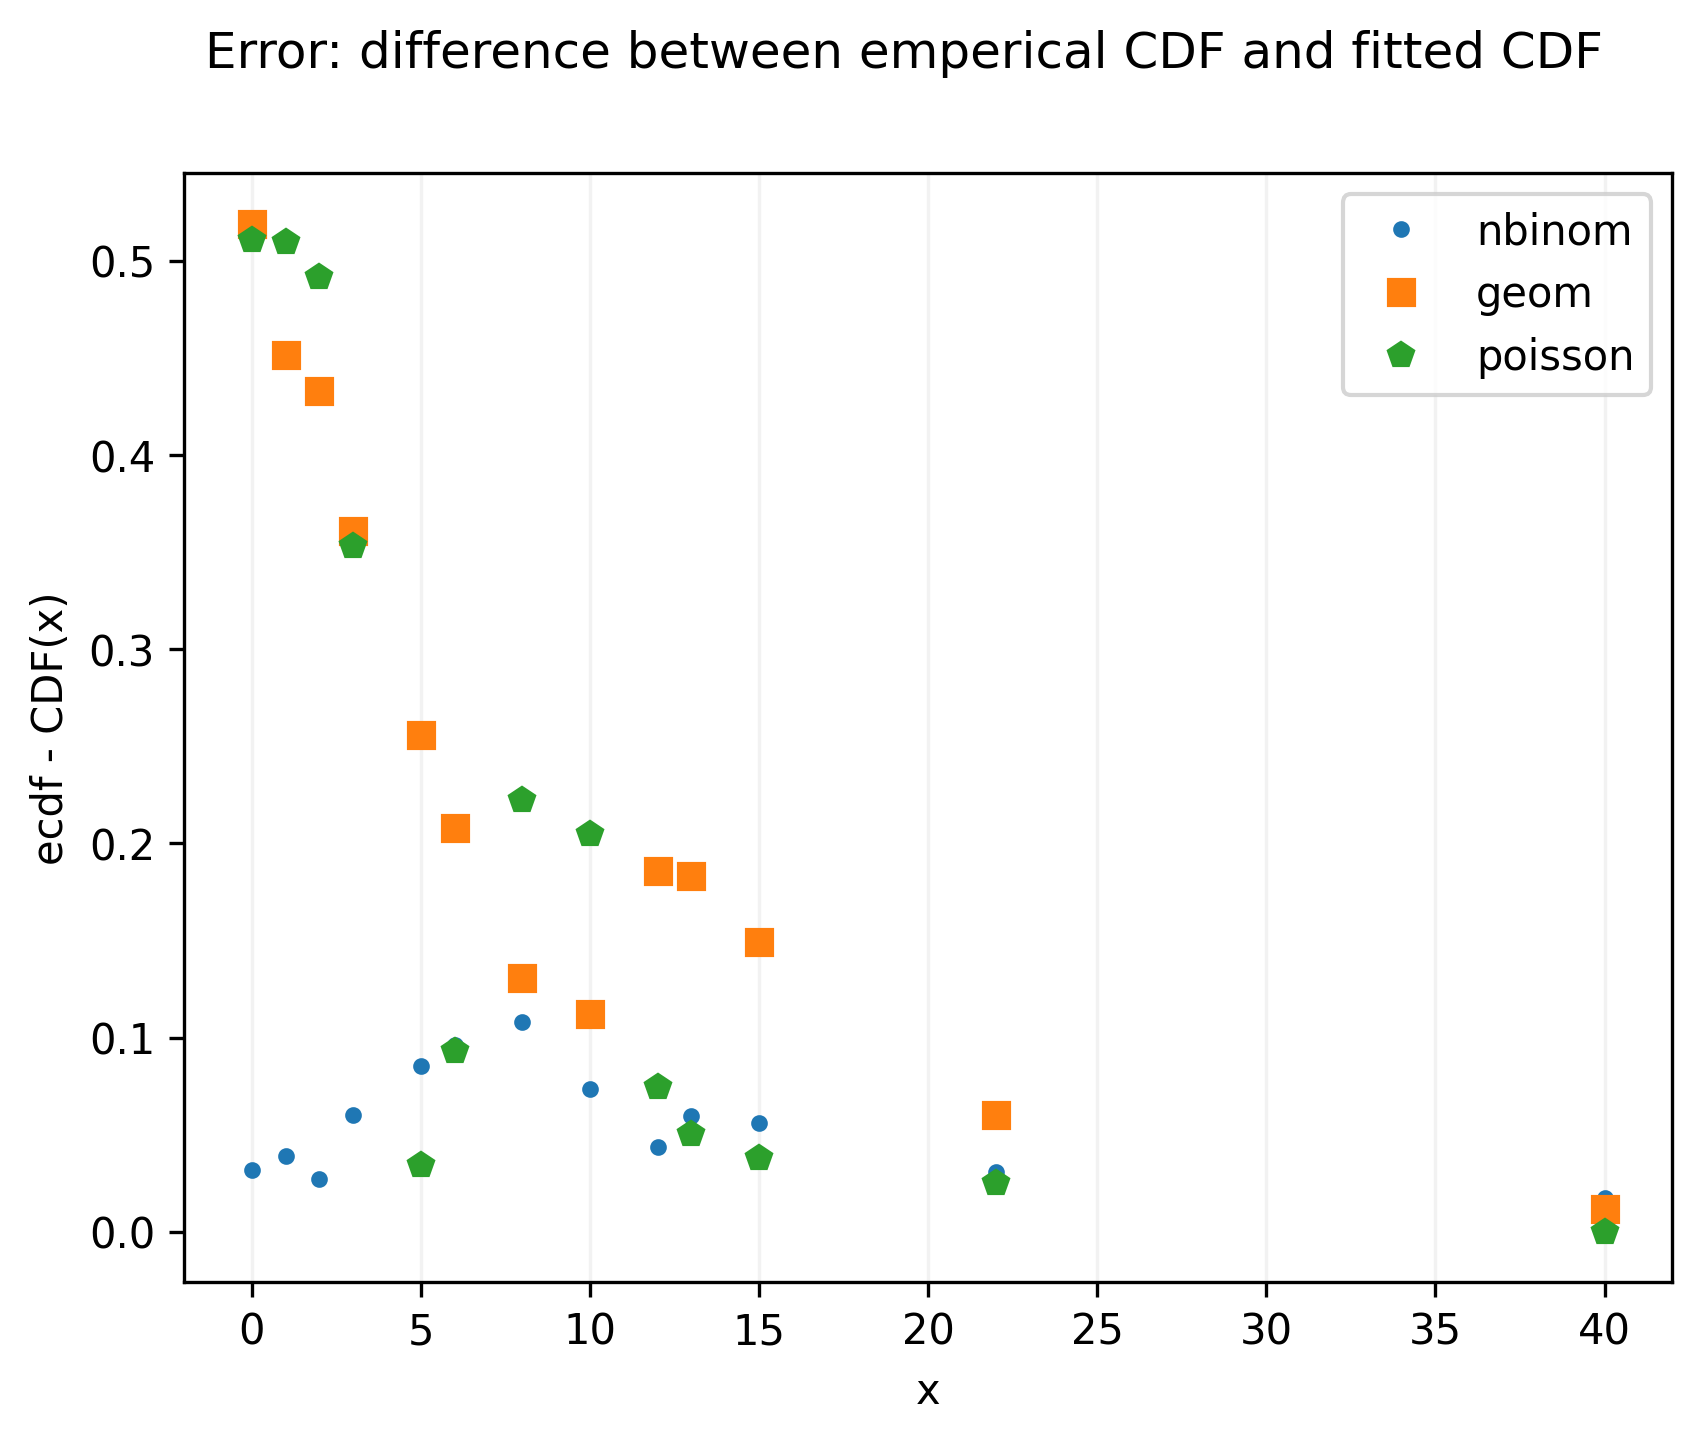 Error: difference between emperical CDF and fitted CDF
nbinom
geom
poisson
ecdf - CDF(x)
0.5
0.4
0.3
0.2
0.1
0.0
0 5 10 15 20 25 30 35 40
x